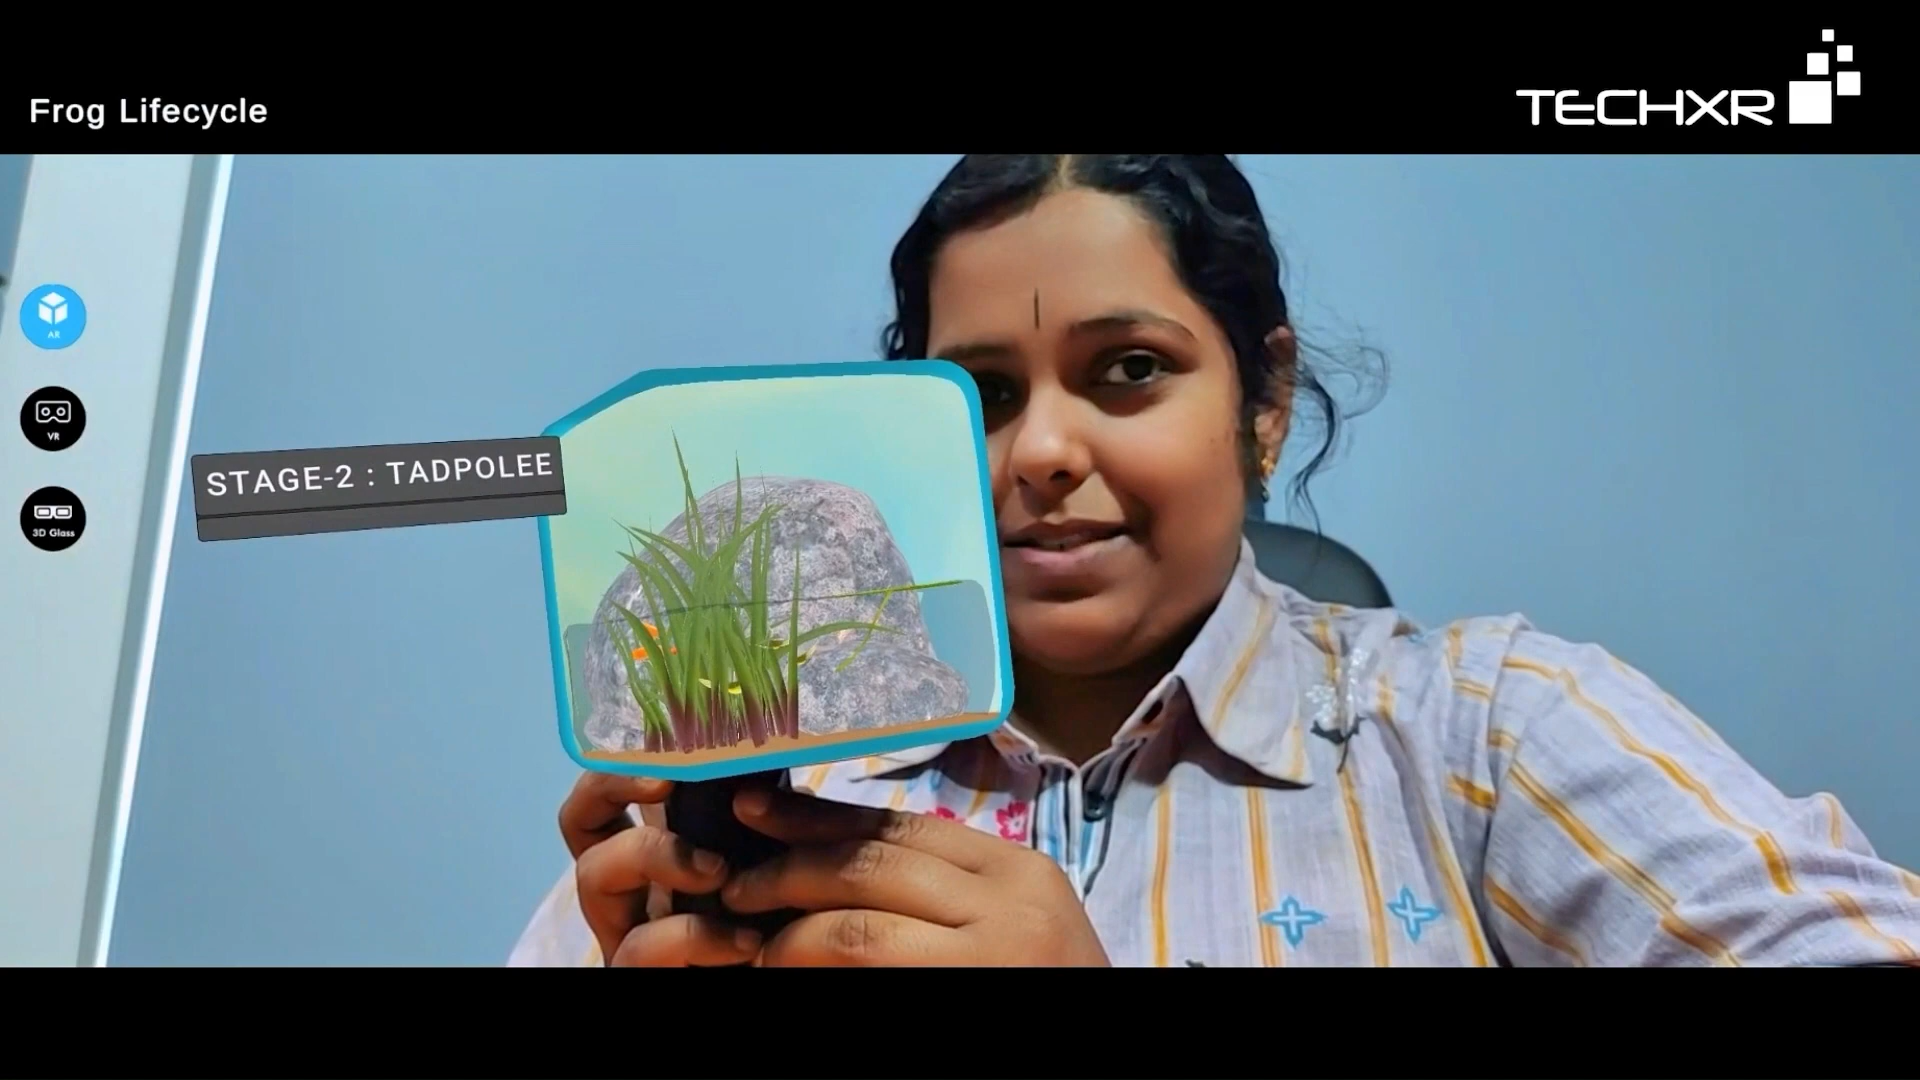 Frog Lifecycle
TECHXR
AR
VR
3D Glass
STAGE-2 : TADPOLEE